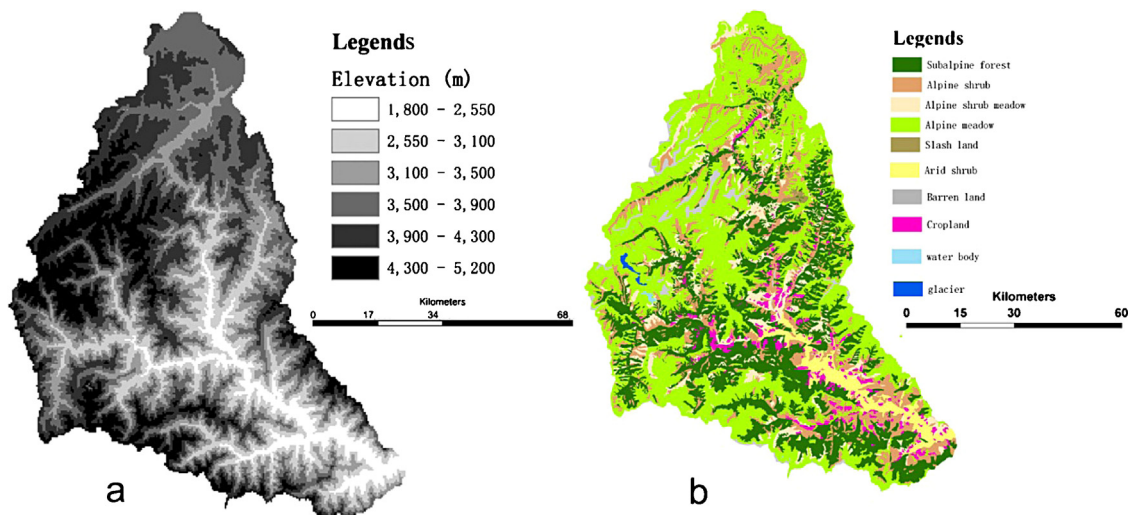 Legends
Elevation (m)
1,800 - 2,550
2,550 - 3,100
3,100 - 3,500
3,500 - 3,900
3,900 - 4,300
4,300 - 5,200
Kilometers
0 17 34 68
a
Legends
Subalpine forest
Alpine shrub
Alpine shrub meadow
Alpine meadow
Slash land
Arid shrub
Barren land
Cropland
water body
glacier
Kilometers
0 15 30 60
b